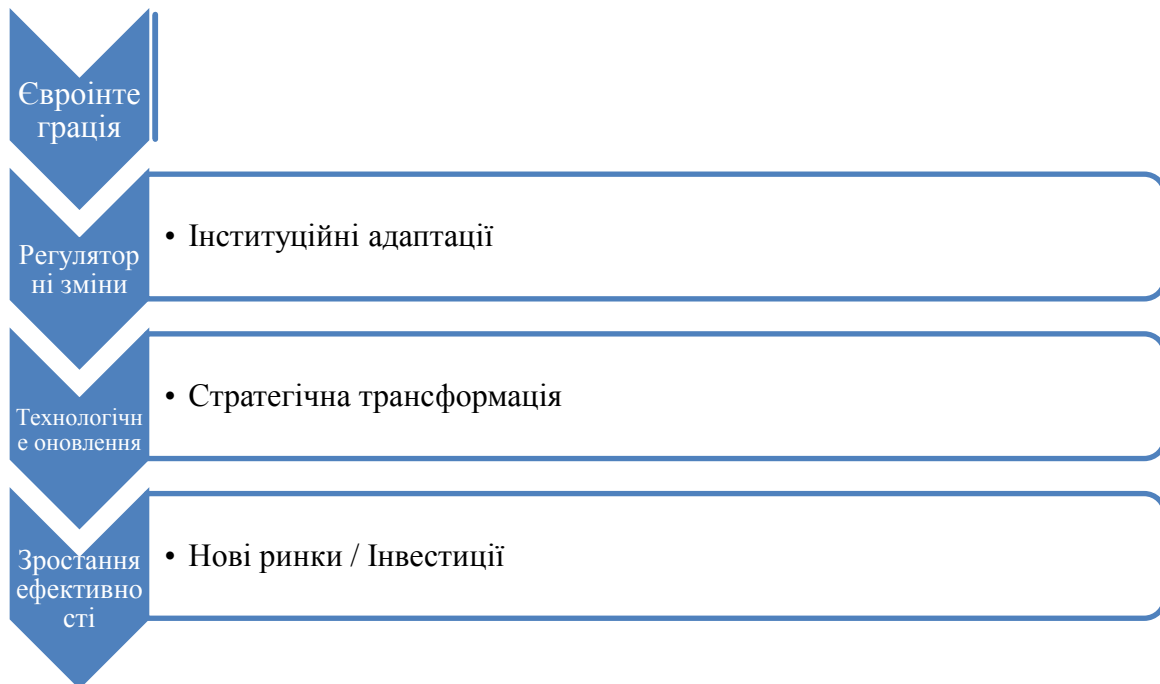 Євроінте
грація
Регулятор
ні зміни
• Інституційні адаптації
Технологічн
е оновлення
• Стратегічна трансформація
Зростання
ефективно
сті
• Нові ринки / Інвестиції